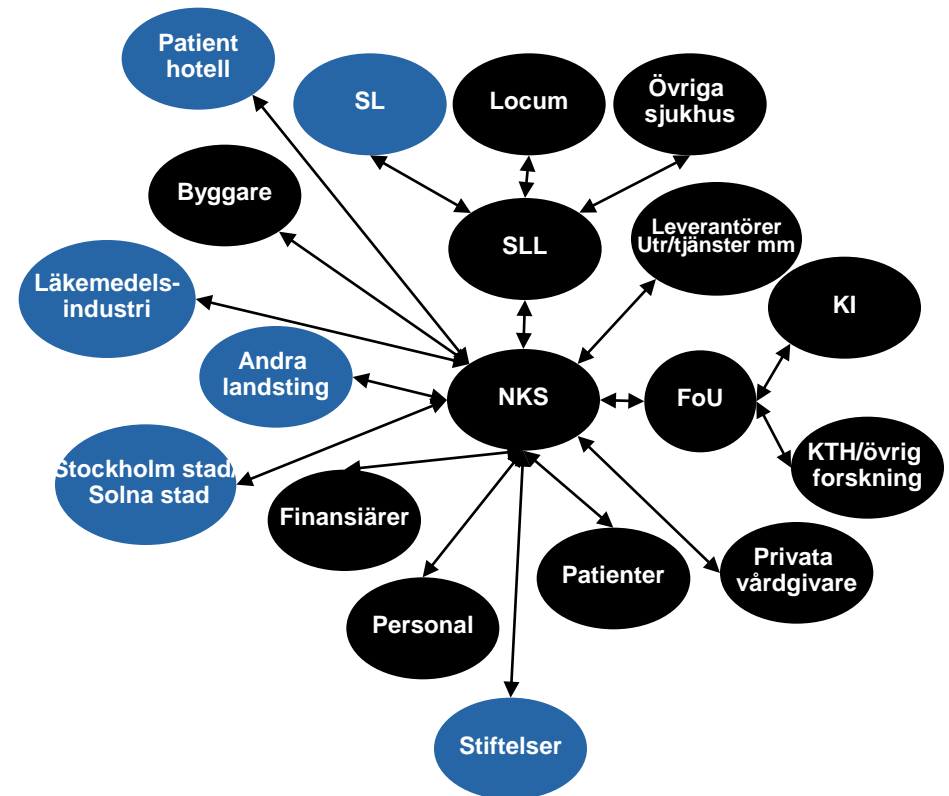 Patient
hotell
SL
Locum
Övriga
sjukhus
Byggare
SLL
Leverantörer
Utr/tjänster mm
Läkemedels-
industri
KI
Andra
landsting
NKS
FoU
Stockholm stad/
Solna stad
KTH/övrig
forskning
Finansiärer
Patienter
Privata
vårdgivare
Personal
Stiftelser